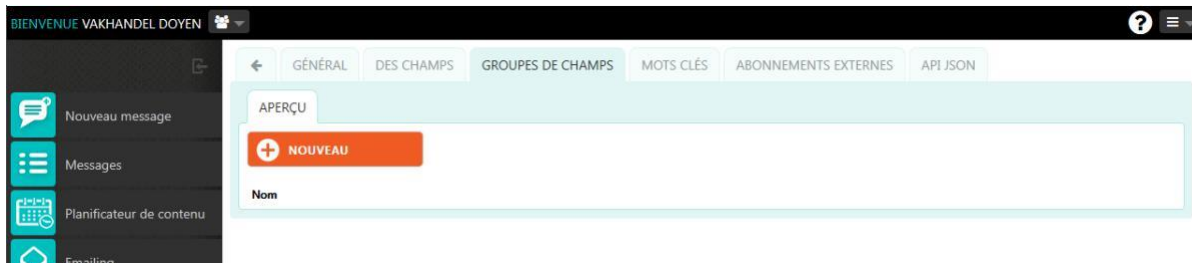 BIENVENUE VAKHANDEL DOYEN
?
GÉNÉRAL DES CHAMPS GROUPES DE CHAMPS MOTS CLÉS ABONNEMENTS EXTERNES API JSON
APERÇU
Nouveau message
NOUVEAU
Messages
Nom
Planificateur de contenu
Emailing